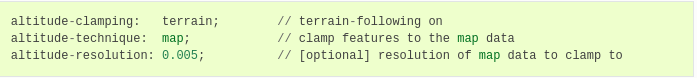 altitude-clamping:   terrain;        // terrain-following on
altitude-technique:  map;            // clamp features to the map data
altitude-resolution: 0.005;          // [optional] resolution of map data to clamp to